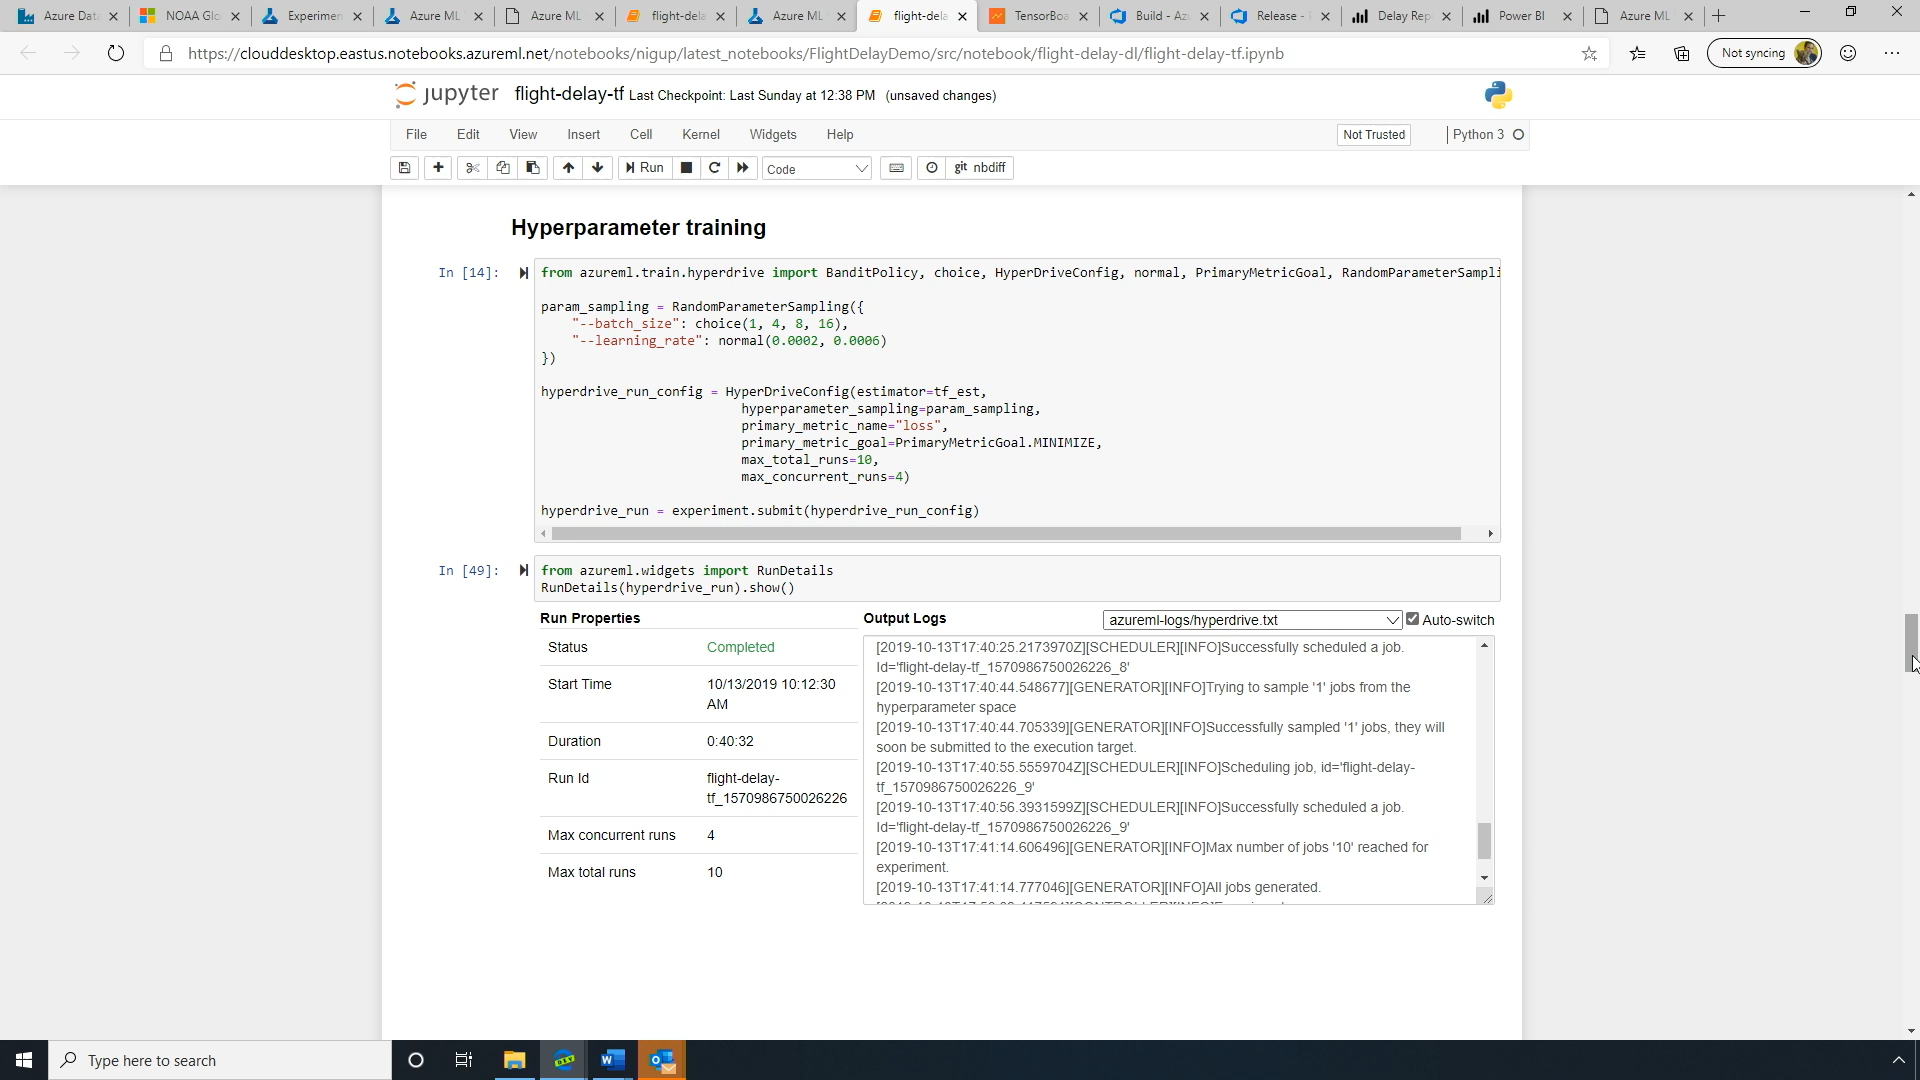 Azure Dat
NOAA Glo
Experimen
Azure ML
Azure ML
flight-dela
Azure ML
flight-dela
TensorBoa
Build - Az
Release -
Delay Rep
Power BI
Azure ML
https://clouddesktop.eastus.notebooks.azureml.net/notebooks/nigup/latest_notebooks/FlightDelayDemo/src/notebook/flight-delay-dl/flight-delay-tf.ipynb
Not syncing
jupyter flight-delay-tf Last Checkpoint: Last Sunday at 12:38 PM (unsaved changes)
File Edit View Insert Cell Kernel Widgets Help
Not Trusted
Python 3
Run
Code
git nbdiff
Hyperparameter training
In [14]:
from azureml.train.hyperdrive import BanditPolicy, choice, HyperDriveConfig, normal, PrimaryMetricGoal, RandomParameterSampli
param_sampling = RandomParameterSampling({
"--batch_size": choice(1, 4, 8, 16),
"--learning_rate": normal(0.0002, 0.0006)
})
hyperdrive_run_config = HyperDriveConfig(estimator=tf_est,
hyperparameter_sampling=param_sampling,
primary_metric_name="loss",
primary_metric_goal=PrimaryMetricGoal.MINIMIZE,
max_total_runs=10,
max_concurrent_runs=4)
hyperdrive_run = experiment.submit(hyperdrive_run_config)
In [49]:
from azureml.widgets import RunDetails
RunDetails(hyperdrive_run).show()
Run Properties
Status Completed
Start Time 10/13/2019 10:12:30
AM
Duration 0:40:32
Run Id flight-delay-
tf_1570986750026226
Max concurrent runs 4
Max total runs 10
Output Logs
azureml-logs/hyperdrive.txt
Auto-switch
[2019-10-13T17:40:25.2173970Z][SCHEDULER][INFO]Successfully scheduled a job.
Id='flight-delay-tf_1570986750026226_8'
[2019-10-13T17:40:44.548677][GENERATOR][INFO]Trying to sample '1' jobs from the
hyperparameter space
[2019-10-13T17:40:44.705339][GENERATOR][INFO]Successfully sampled '1' jobs, they will
soon be submitted to the execution target.
[2019-10-13T17:40:55.5559704Z][SCHEDULER][INFO]Scheduling job, id='flight-delay-
tf_1570986750026226_9'
[2019-10-13T17:40:56.3931599Z][SCHEDULER][INFO]Successfully scheduled a job.
Id='flight-delay-tf_1570986750026226_9'
[2019-10-13T17:41:14.606496][GENERATOR][INFO]Max number of jobs '10' reached for
experiment.
[2019-10-13T17:41:14.777046][GENERATOR][INFO]All jobs generated.
Type here to search